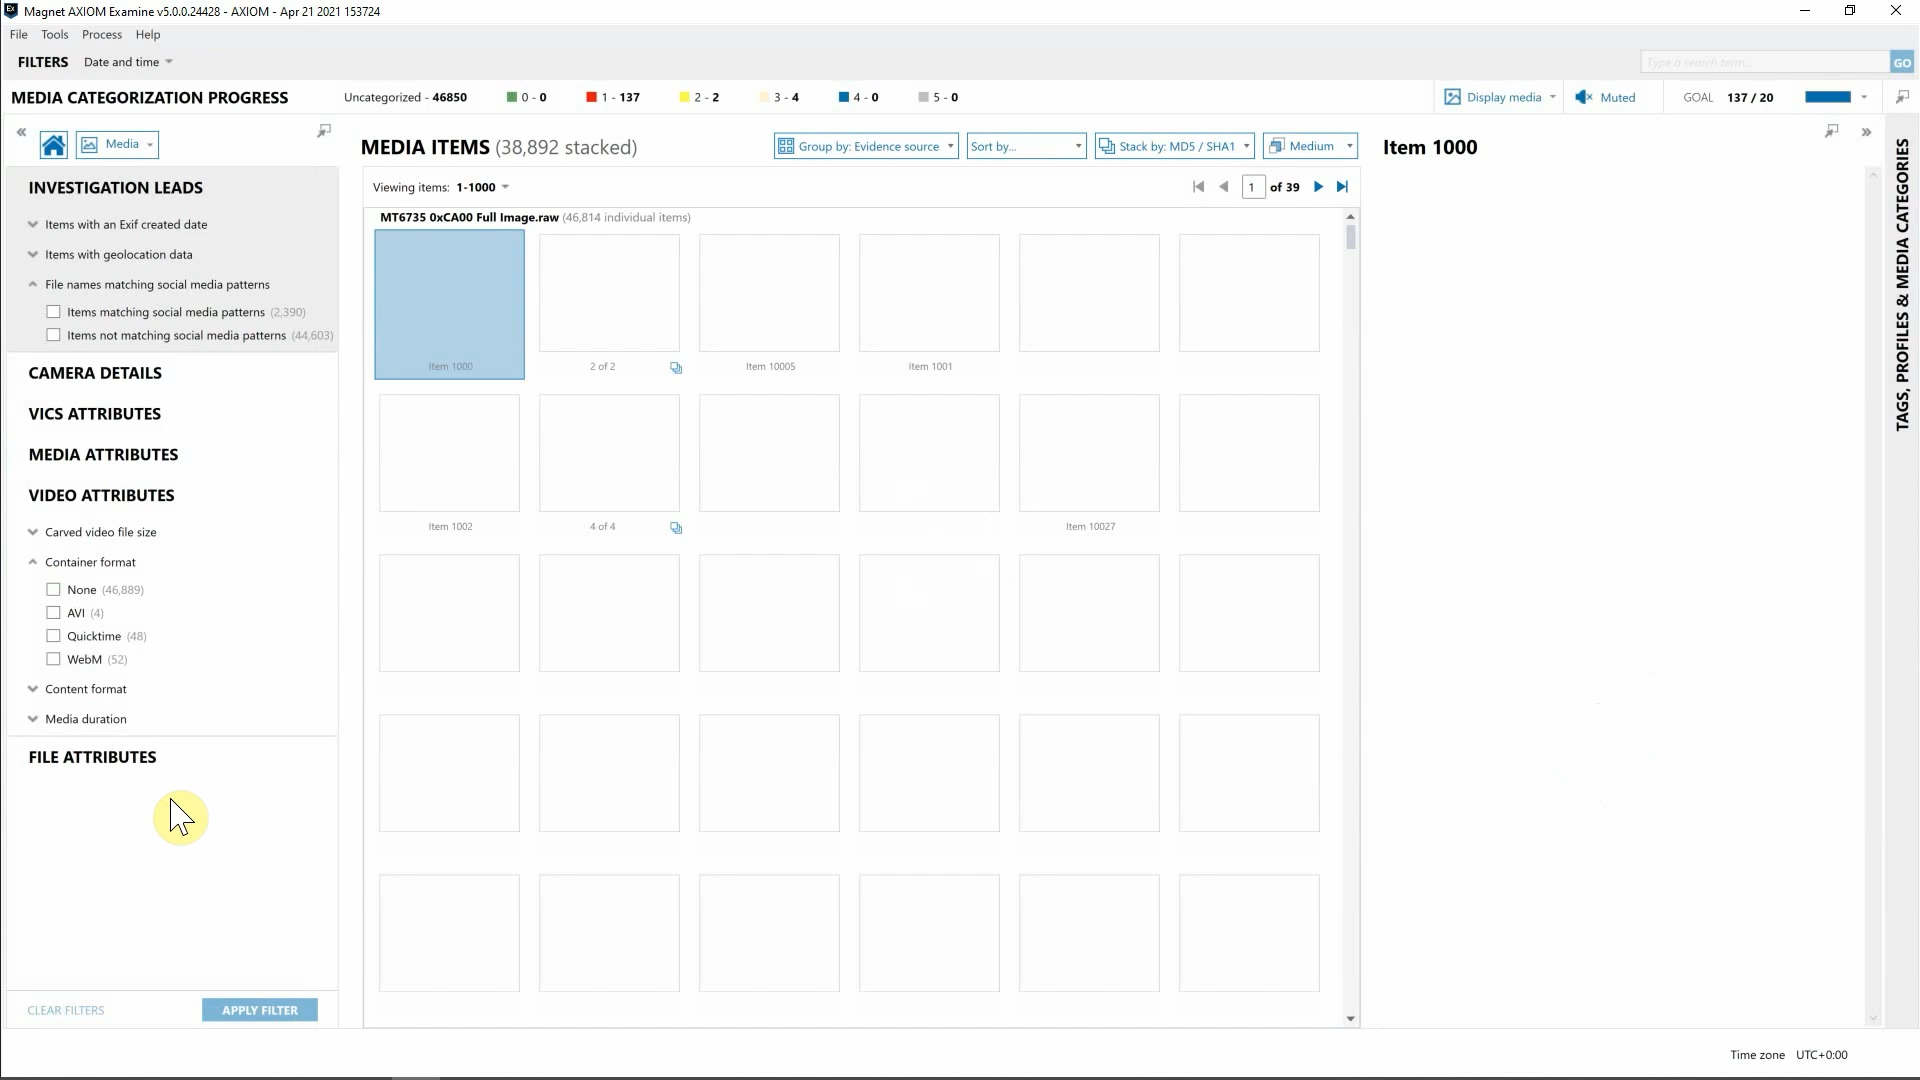 Magnet AXIOM Examine v5.0.0.24428 - AXIOM - Apr 21 2021 153724
File Tools Process Help
FILTERS Date and time
Type a search term...
GO
MEDIA CATEGORIZATION PROGRESS
Uncategorized - 46850
0 - 0
1 - 137
2 - 2
3 - 4
4 - 0
5 - 0
Display media
Muted
GOAL 137 / 20
Media
INVESTIGATION LEADS
Items with an Exif created date
Items with geolocation data
File names matching social media patterns
Items matching social media patterns (2,390)
Items not matching social media patterns (44,603)
CAMERA DETAILS
VICS ATTRIBUTES
MEDIA ATTRIBUTES
VIDEO ATTRIBUTES
Carved video file size
Container format
None (46,889)
AVI (4)
Quicktime (48)
WebM (52)
Content format
Media duration
FILE ATTRIBUTES
CLEAR FILTERS
APPLY FILTER
MEDIA ITEMS (38,892 stacked)
Group by: Evidence source
Sort by...
Stack by: MD5 / SHA1
Medium
Viewing items: 1-1000
1 of 39
MT6735 0xCA00 Full Image.raw (46,814 individual items)
Item 1000
2 of 2
Item 10005
Item 1001
Item 1002
4 of 4
Item 10027
Item 1000
TAGS, PROFILES & MEDIA CATEGORIES
Time zone UTC+0:00